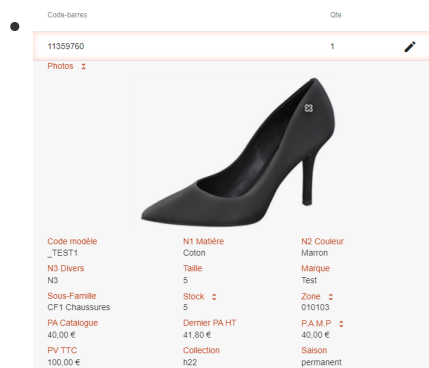 Code-barres Qte
11359760 1
Photos
Code modèle N1 Matière N2 Couleur
_TEST1 Coton Marron
N3 Divers Taille Marque
N3 5 Test
Sous-Famille Stock Zone
CF1 Chaussures 5 010103
PA Catalogue Dernier PA HT P.A.M.P
40,00 € 41,80 € 40,00 €
PV TTC Collection Saison
100,00 € h22 permanent